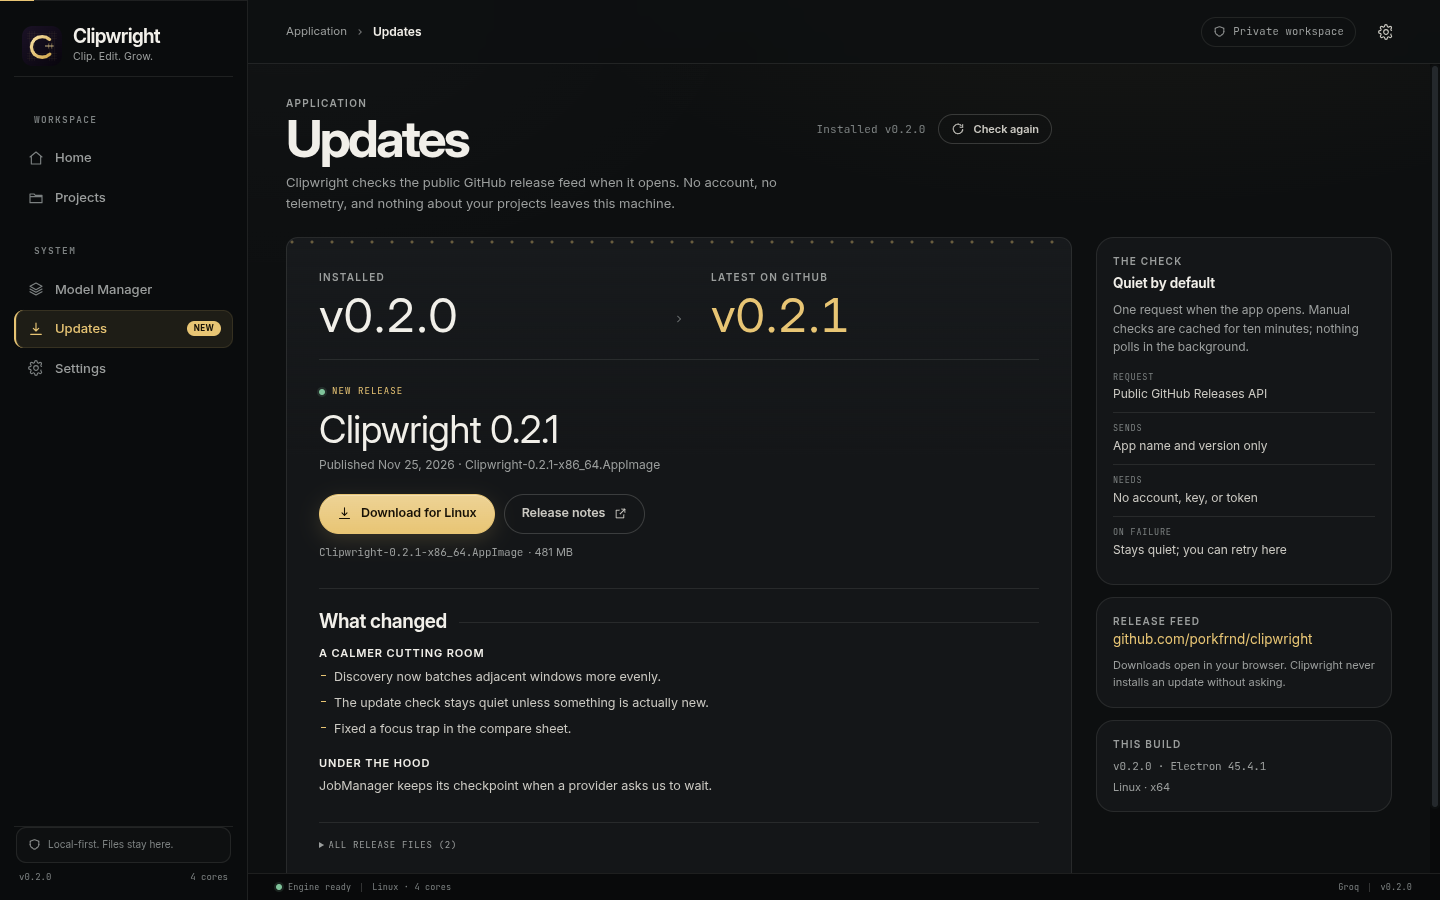 Clipwright
Clip. Edit. Grow.
WORKSPACE
Home
Projects
SYSTEM
Model Manager
Updates NEW
Settings
Local-first. Files stay here.
v0.2.0 4 cores
Application › Updates
Private workspace
APPLICATION
Updates
Installed v0.2.0 Check again
Clipwright checks the public GitHub release feed when it opens. No account, no
telemetry, and nothing about your projects leaves this machine.
INSTALLED
v0.2.0
›
LATEST ON GITHUB
v0.2.1
NEW RELEASE
Clipwright 0.2.1
Published Nov 25, 2026 · Clipwright-0.2.1-x86_64.AppImage
Download for Linux
Release notes
Clipwright-0.2.1-x86_64.AppImage · 481 MB
What changed
A CALMER CUTTING ROOM
– Discovery now batches adjacent windows more evenly.
– The update check stays quiet unless something is actually new.
– Fixed a focus trap in the compare sheet.
UNDER THE HOOD
JobManager keeps its checkpoint when a provider asks us to wait.
ALL RELEASE FILES (2)
THE CHECK
Quiet by default
One request when the app opens. Manual
checks are cached for ten minutes; nothing
polls in the background.
REQUEST
Public GitHub Releases API
SENDS
App name and version only
NEEDS
No account, key, or token
ON FAILURE
Stays quiet; you can retry here
RELEASE FEED
github.com/porkfrnd/clipwright
Downloads open in your browser. Clipwright never
installs an update without asking.
THIS BUILD
v0.2.0 · Electron 45.4.1
Linux · x64
Engine ready | Linux · 4 cores
Groq | v0.2.0